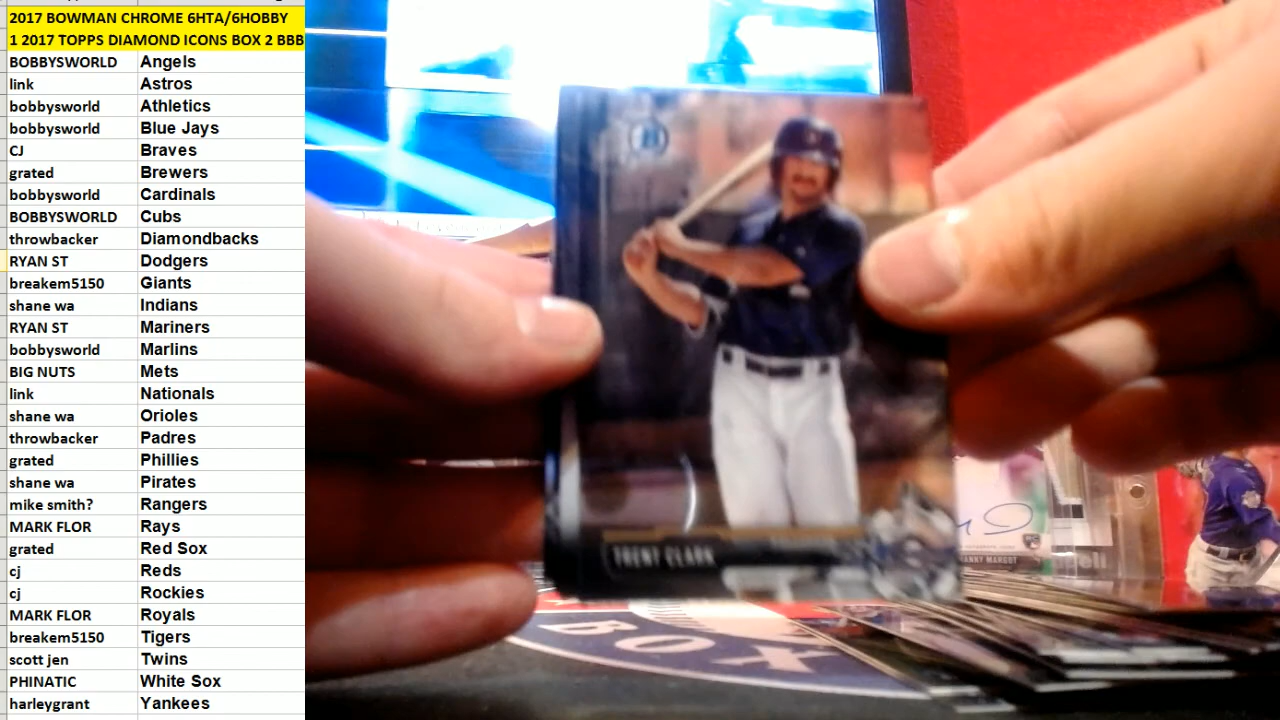 2017 BOWMAN CHROME 6HTA/6HOBBY
1 2017 TOPPS DIAMOND ICONS BOX 2 BBB
BOBBYSWORLD Angels
link Astros
bobbysworld Athletics
bobbysworld Blue Jays
CJ Braves
grated Brewers
bobbysworld Cardinals
BOBBYSWORLD Cubs
throwbacker Diamondbacks
RYAN ST Dodgers
breakem5150 Giants
shane wa Indians
RYAN ST Mariners
bobbysworld Marlins
BIG NUTS Mets
link Nationals
shane wa Orioles
throwbacker Padres
grated Phillies
shane wa Pirates
mike smith? Rangers
MARK FLOR Rays
grated Red Sox
cj Reds
cj Rockies
MARK FLOR Royals
breakem5150 Tigers
scott jen Twins
PHINATIC White Sox
harleygrant Yankees
TRENT CLARK
BOX
MARGOT